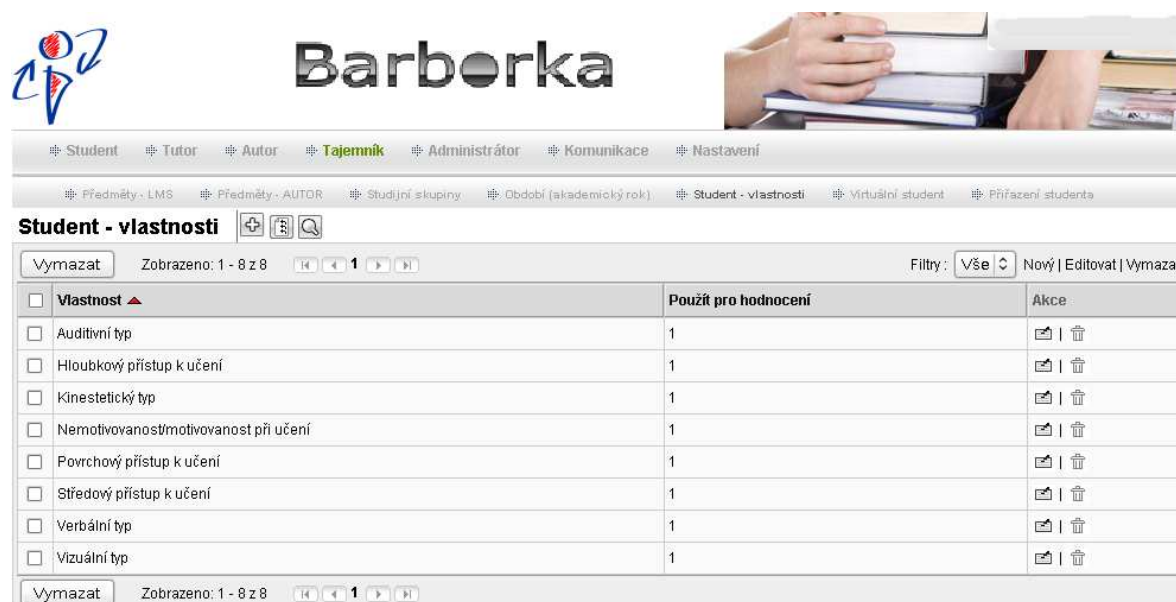 Barborka
Student Tutor Autor Tajemník Administrátor Komunikace Nastavení
Předměty - LMS Předměty - AUTOR Studijní skupiny Období (akademický rok) Student - vlastnosti Virtuální student Přiřazení studenta
Student - vlastnosti
Vymazat Zobrazeno: 1 - 8 z 8 1 Filtry: Vše Nový | Editovat | Vymaza
Vlastnost Použít pro hodnocení Akce
Auditivní typ 1 |
Hloubkový přístup k učení 1 |
Kinestetický typ 1 |
Nemotivovanost/motivovanost při učení 1 |
Povrchový přístup k učení 1 |
Středový přístup k učení 1 |
Verbální typ 1 |
Vizuální typ 1 |
Vymazat Zobrazeno: 1 - 8 z 8 1